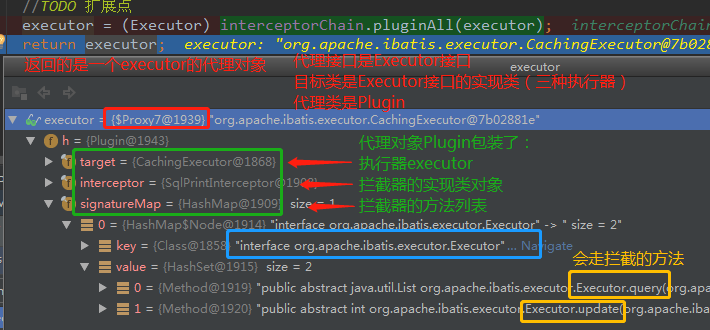 //TODO 扩展点
executor = (Executor) interceptorChain.pluginAll(executor); interceptorChain
return executor; executor: "org.apache.ibatis.executor.CachingExecutor@7b0288
返回的是一个executor的代理对象
代理接口是Executor接口
executor
目标类是Executor接口的实现类（三种执行器）
代理类是Plugin
executor = {$Proxy7@1939} "org.apache.ibatis.executor.CachingExecutor@7b02881e"
h = {Plugin@1943}
代理对象Plugin包装了：
target = {CachingExecutor@1868}
执行器executor
interceptor = {SqlPrintInterceptor@190
拦截器的实现类对象
signatureMap = {HashMap@1909} size = 1
拦截器的方法列表
0 = {HashMap$Node@1914} "interface org.apache.ibatis.executor.Executor" -> " size = 2"
key = {Class@1858} "interface org.apache.ibatis.executor.Executor" ... Navigate
value = {HashSet@1915} size = 2
会走拦截的方法
0 = {Method@1919} "public abstract java.util.List org.apache.ibatis.executor.Executor.query(org.a
1 = {Method@1920} "public abstract int org.apache.ibatis.executor.Executor.update(org.apache.ib